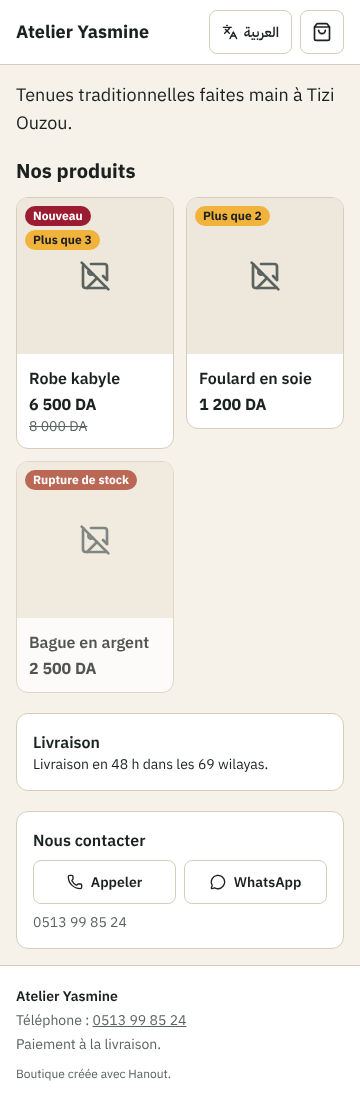 Atelier Yasmine
العربية
Tenues traditionnelles faites main à Tizi
Ouzou.
Nos produits
Nouveau
Plus que 3
Plus que 2
Robe kabyle
6 500 DA
8 000 DA
Foulard en soie
1 200 DA
Rupture de stock
Bague en argent
2 500 DA
Livraison
Livraison en 48 h dans les 69 wilayas.
Nous contacter
Appeler
WhatsApp
0513 99 85 24
Atelier Yasmine
Téléphone : 0513 99 85 24
Paiement à la livraison.
Boutique créée avec Hanout.